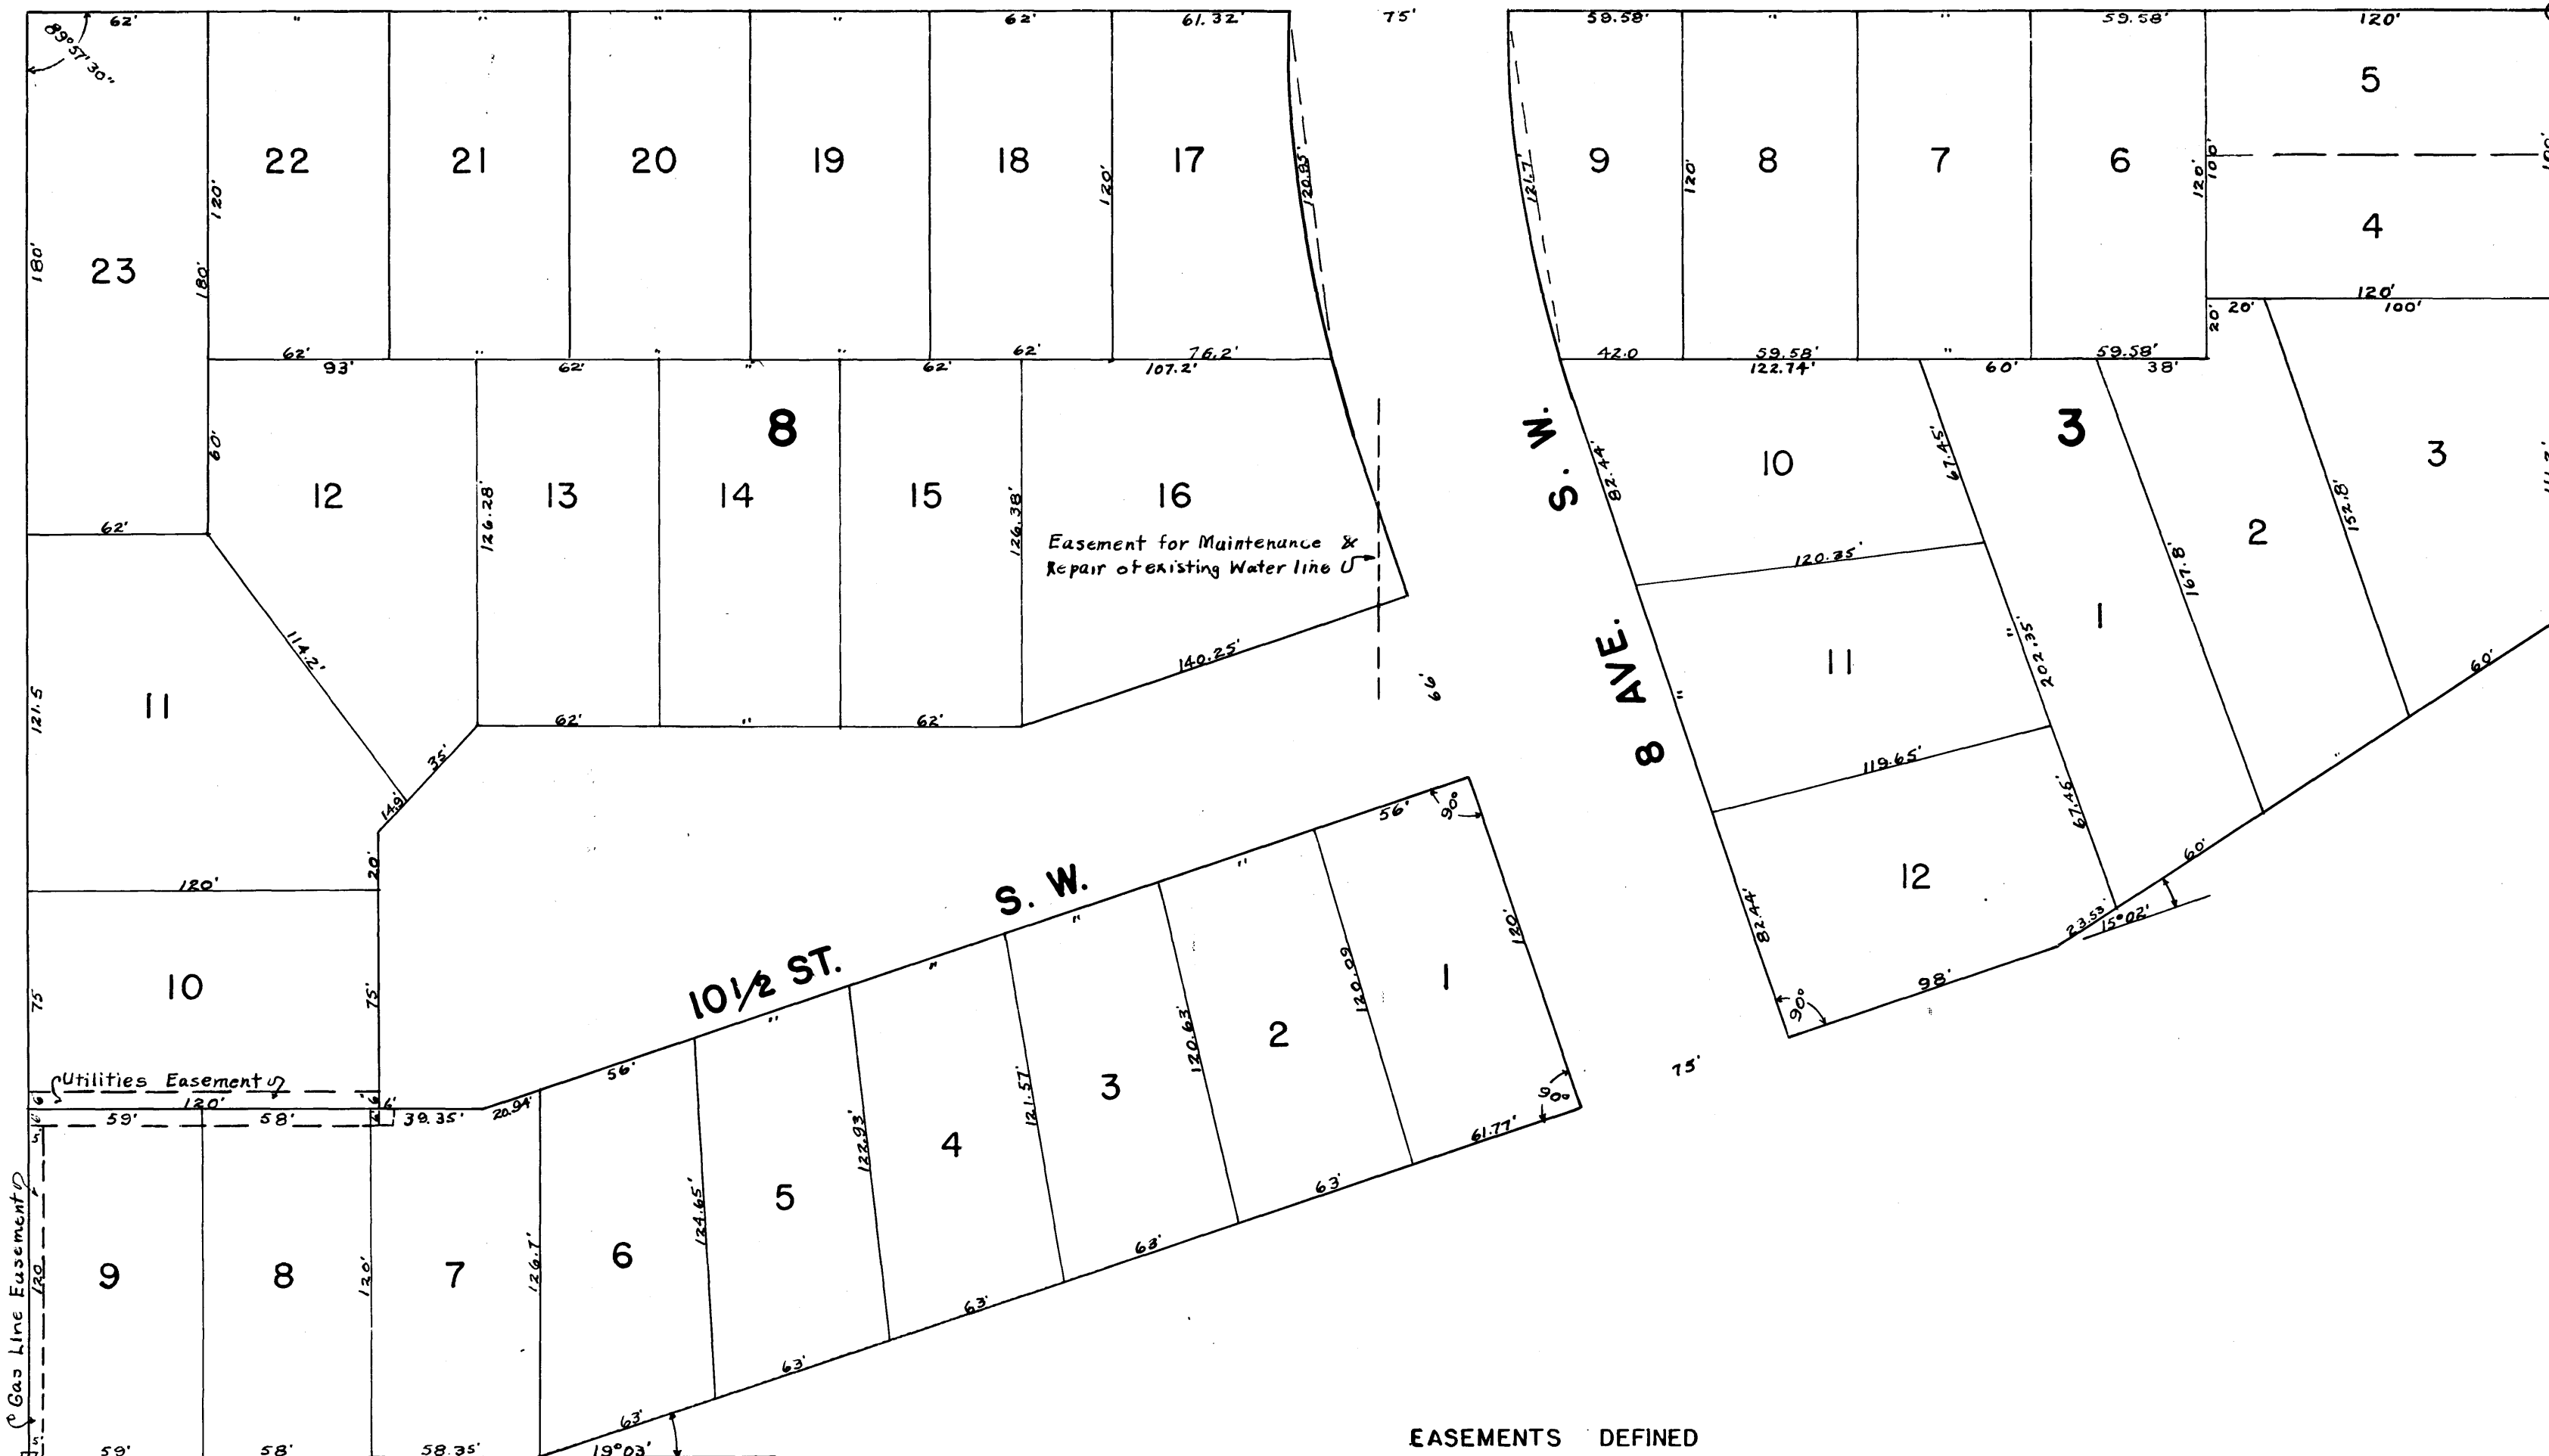 62' " 62' 61.32' 75' 59.58' " " 59.58' 120'
89°57'30"
5
22 21 20 19 18 17 9 8 7 6
120' 120' 120.85' 121.7' 120' 120' 100'
4
180' 23 180'
120'
20' 20' 100'
62' " " " 62' 76.2' 42.0 59.58' " 59.58'
93' 62' " 62' 107.2' 122.74' 60' 38'
60' 8 S. W. 3
82.44' 10 67.45' 3
12 13 14 15 16
126.28' 126.38' 152.8'
62' 2
Easement for Maintenance &
Repair of existing Water line
120.35' 167.8'
114.2' 1
140.25' 8 AVE. 11 " 202.35'
121.5 11 66' " 60'
62' " 62'
35' 119.65' "
14.9' 56' 90° 67.46'
20' " 60'
120' S. W. 12
" 120' 82.44' 23.53' 15°02'
10 1/2 ST. "
10 " 1 98'
75 75' 120.09 90°
2
56' 120.63' 75'
Utilities Easement 3
6' 120' 6' 6' 20.94' 121.57' 90°
6' 59' 58' 6' 39.35' 61.77'
5' 122.93' 4
5 63'
124.65'
Gas Line Easement 6 63'
120 9 8 120' 7 126.7'
63'
63'
63'
5' 59' 58' 58.35' 19°03'
EASEMENTS DEFINED